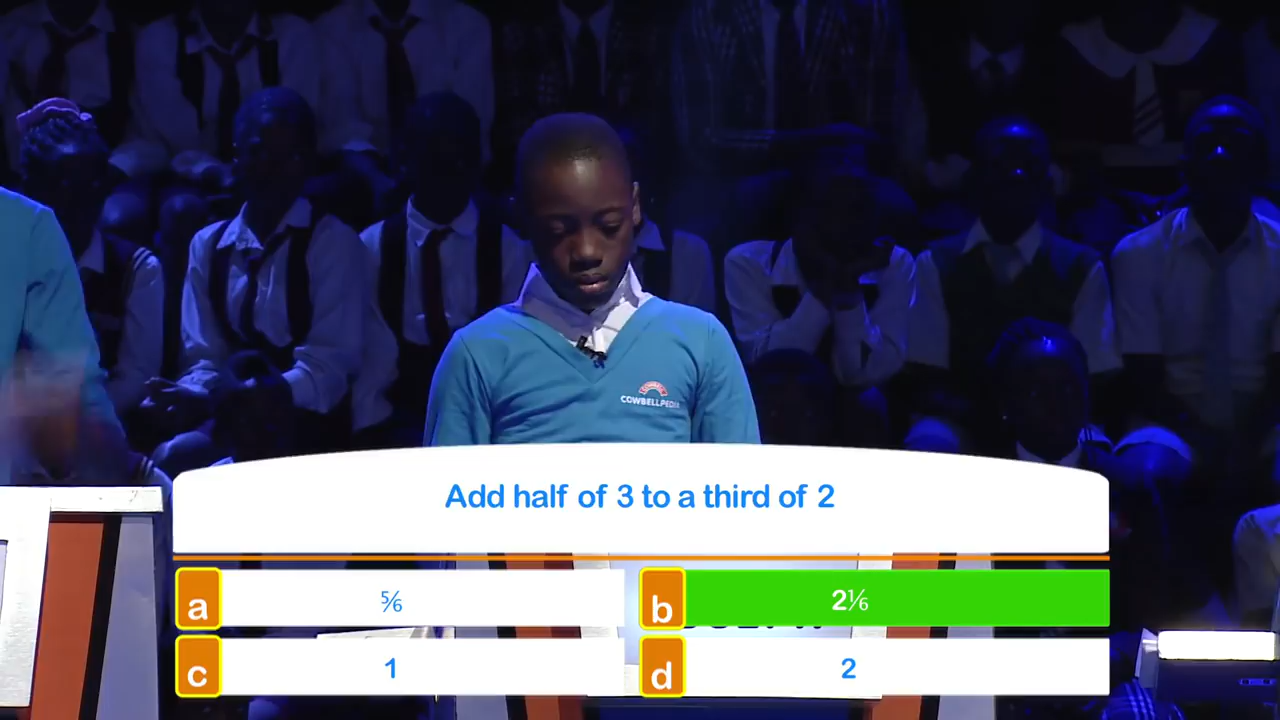 COWBELLPEDIA
Add half of 3 to a third of 2
a
⅚
b
2⅙
c
1
d
2